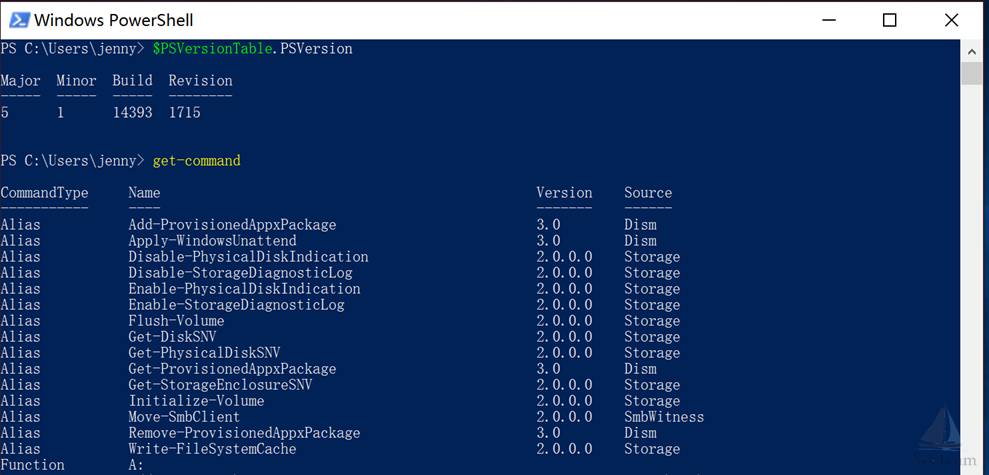 Windows PowerShell
PS C:\Users\jenny> $PSVersionTable.PSVersion
Major  Minor  Build  Revision
-----  -----  -----  --------
5      1      14393  1715
PS C:\Users\jenny> get-command
CommandType     Name                                               Version    Source
-----------     ----                                               -------    ------
Alias           Add-ProvisionedAppxPackage                         3.0        Dism
Alias           Apply-WindowsUnattend                              3.0        Dism
Alias           Disable-PhysicalDiskIndication                     2.0.0.0    Storage
Alias           Disable-StorageDiagnosticLog                       2.0.0.0    Storage
Alias           Enable-PhysicalDiskIndication                      2.0.0.0    Storage
Alias           Enable-StorageDiagnosticLog                        2.0.0.0    Storage
Alias           Flush-Volume                                       2.0.0.0    Storage
Alias           Get-DiskSNV                                        2.0.0.0    Storage
Alias           Get-PhysicalDiskSNV                                2.0.0.0    Storage
Alias           Get-ProvisionedAppxPackage                         3.0        Dism
Alias           Get-StorageEnclosureSNV                            2.0.0.0    Storage
Alias           Initialize-Volume                                  2.0.0.0    Storage
Alias           Move-SmbClient                                     2.0.0.0    SmbWitness
Alias           Remove-ProvisionedAppxPackage                      3.0        Dism
Alias           Write-FileSystemCache                              2.0.0.0    Storage
Function        A: